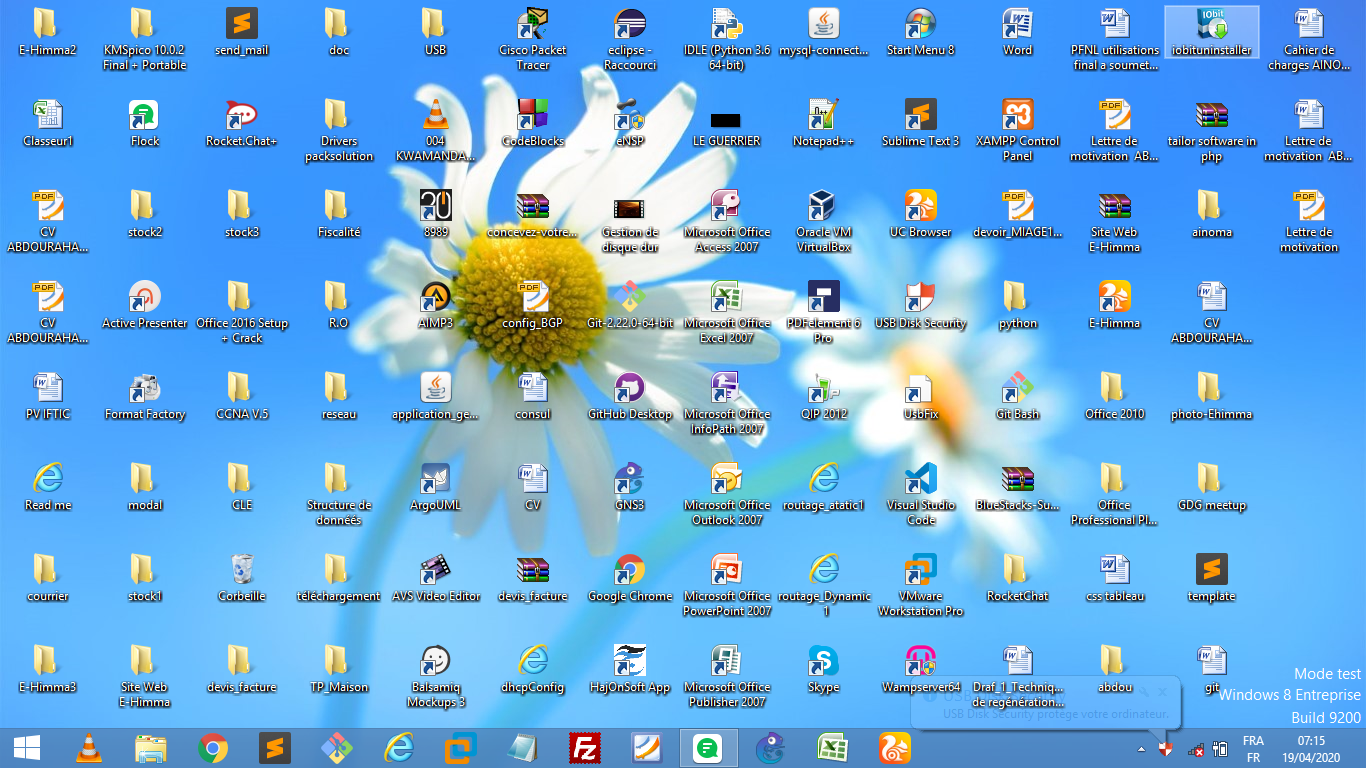 E-Himma2
KMSpico 10.0.2
Final + Portable
send_mail
doc
USB
Cisco Packet
Tracer
eclipse -
Raccourci
IDLE (Python 3.6
64-bit)
mysql-connect...
Start Menu 8
Word
PFNL utilisations
final a soumet...
IObit
iobituninstaller
Cahier de
charges AINO...
Classeur1
Flock
Rocket.Chat+
Drivers
packsolution
004
KWAMANDA...
CodeBlocks
eNSP
LE GUERRIER
Notepad++
Sublime Text 3
XAMPP Control
Panel
PDF
Lettre de
motivation AB...
tailor software in
php
Lettre de
motivation AB...
PDF
CV
ABDOURAHA...
stock2
stock3
Fiscalité
8989
concevez-votre...
Gestion de
disque dur
Microsoft Office
Access 2007
Oracle VM
VirtualBox
UC Browser
PDF
devoir_MIAGE1...
Site Web
E-Himma
ainoma
PDF
Lettre de
motivation
PDF
CV
ABDOURAHA...
Active Presenter
Office 2016 Setup
+ Crack
R.O
AIMP3
PDF
config_BGP
Git-2.22.0-64-bit
Microsoft Office
Excel 2007
PDFelement 6
Pro
USB Disk Security
python
E-Himma
CV
ABDOURAHA...
PV IFTIC
Format Factory
CCNA V.5
reseau
application_ge...
consul
GitHub Desktop
Microsoft Office
InfoPath 2007
QIP 2012
UsbFix
Git Bash
Office 2010
photo-Ehimma
Read me
modal
CLE
Structure de
données
ArgoUML
CV
GNS3
Microsoft Office
Outlook 2007
routage_atatic1
Visual Studio
Code
BlueStacks-Su...
Office
Professional Pl...
GDG meetup
courrier
stock1
Corbeille
téléchargement
AVS Video Editor
devis_facture
Google Chrome
Microsoft Office
PowerPoint 2007
routage_Dynamic
1
VMware
Workstation Pro
RocketChat
css tableau
template
E-Himma3
Site Web
E-Himma
devis_facture
TP_Maison
Balsamiq
Mockups 3
dhcpConfig
HajOnSoft App
Microsoft Office
Publisher 2007
Skype
Wampserver64
Draf_1_Techniq...
de regénération...
abdou
git
USB Disk Security protège votre ordinateur.
Mode test
Windows 8 Entreprise
Build 9200
Fz
FRA
FR
07:15
19/04/2020